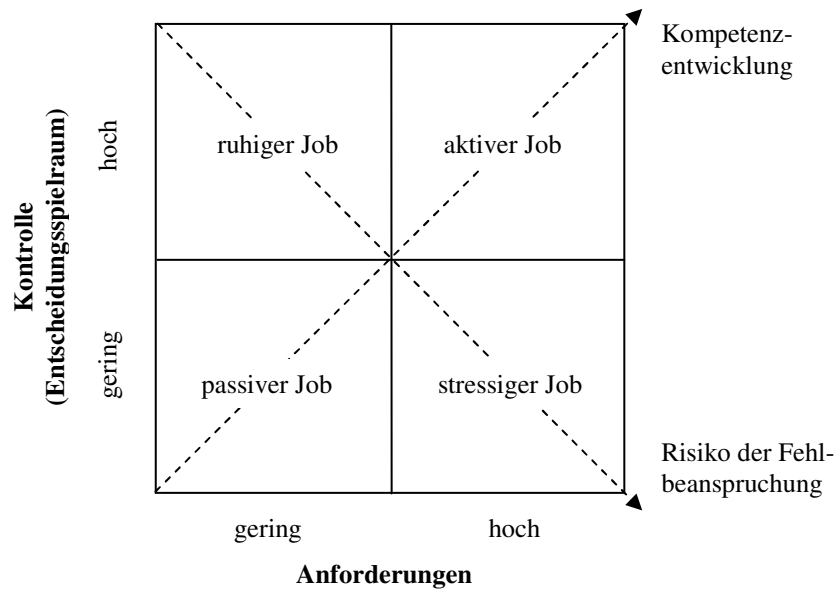 Kompetenz-
entwicklung
Kontrolle
(Entscheidungsspielraum)
hoch
ruhiger Job
aktiver Job
gering
passiver Job
stressiger Job
Risiko der Fehl-
beanspruchung
gering
hoch
Anforderungen